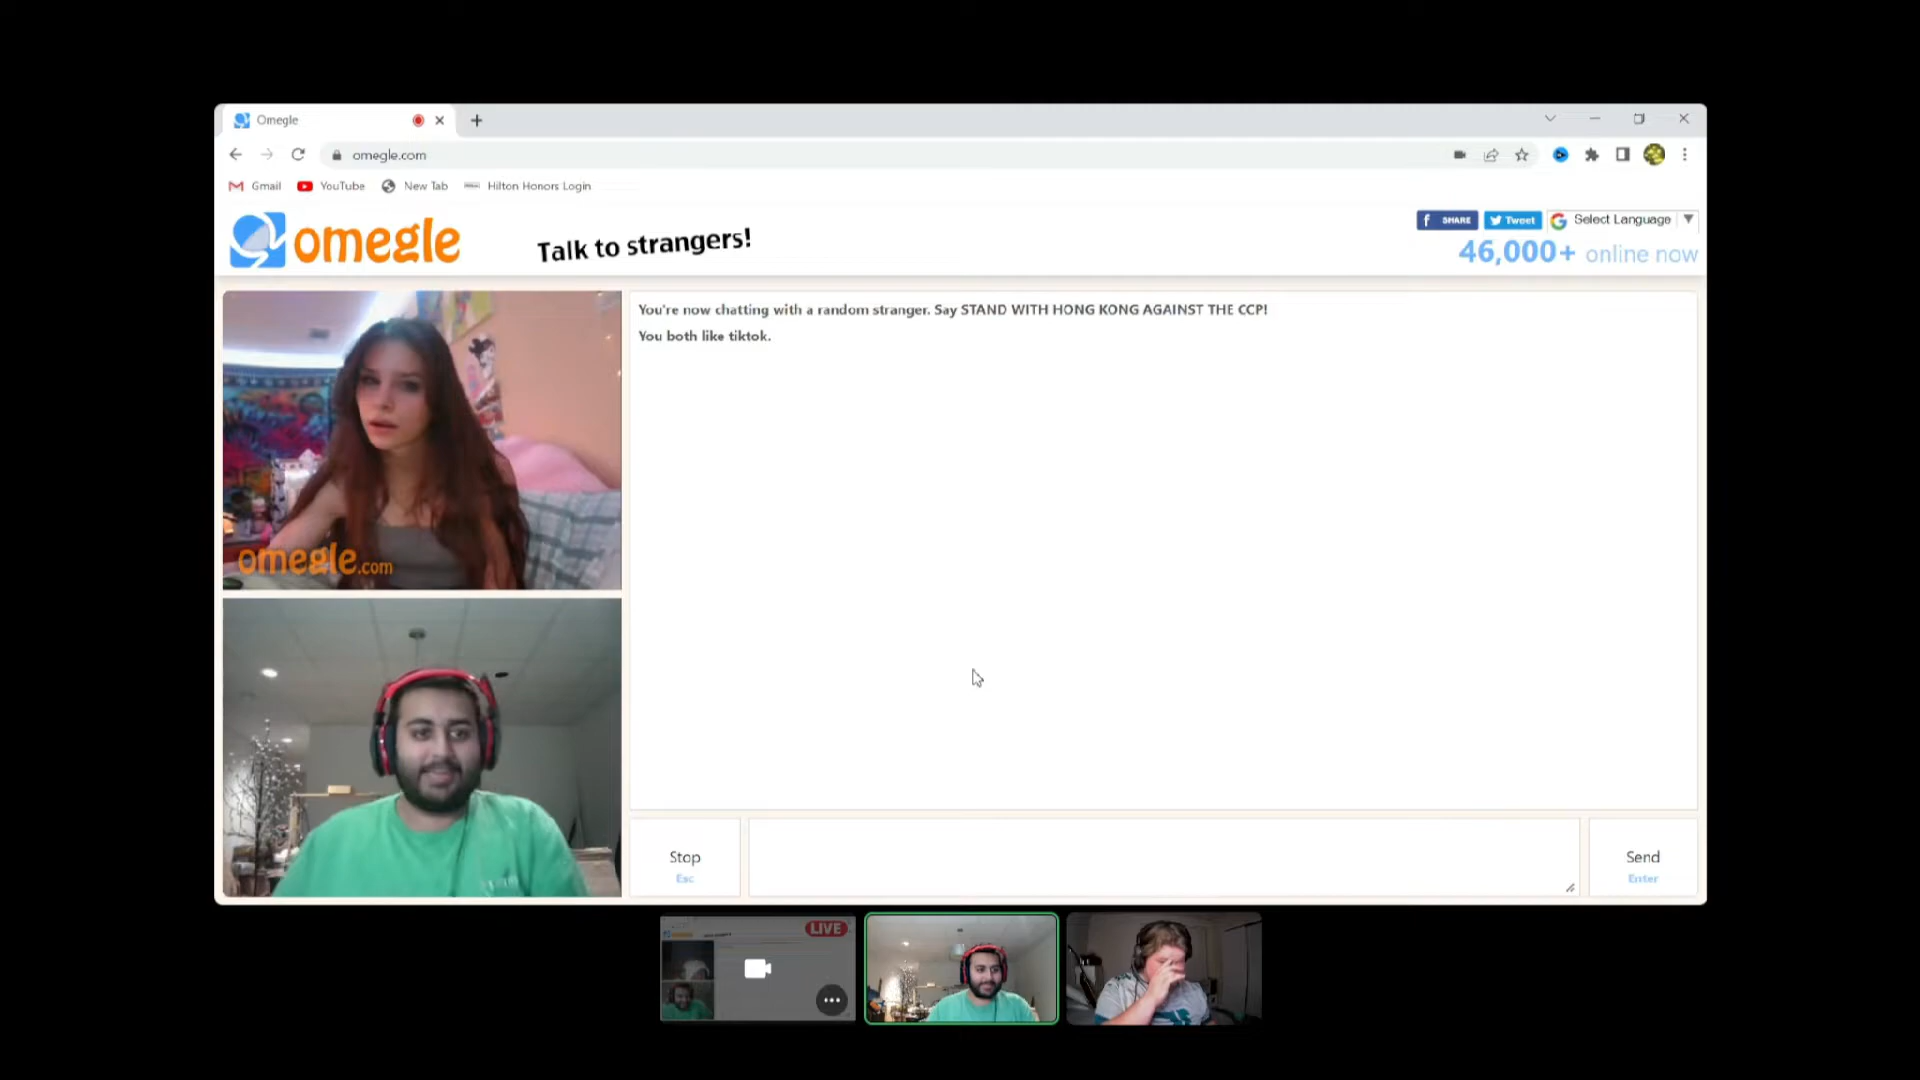 Omegle
omegle.com
Gmail
YouTube
New Tab
Hilton Honors Login
omegle
Talk to strangers!
f SHARE
Tweet
G Select Language
46,000+ online now
You're now chatting with a random stranger. Say STAND WITH HONG KONG AGAINST THE CCP!
You both like tiktok.
omegle.com
Stop
Esc
Send
Enter
LIVE